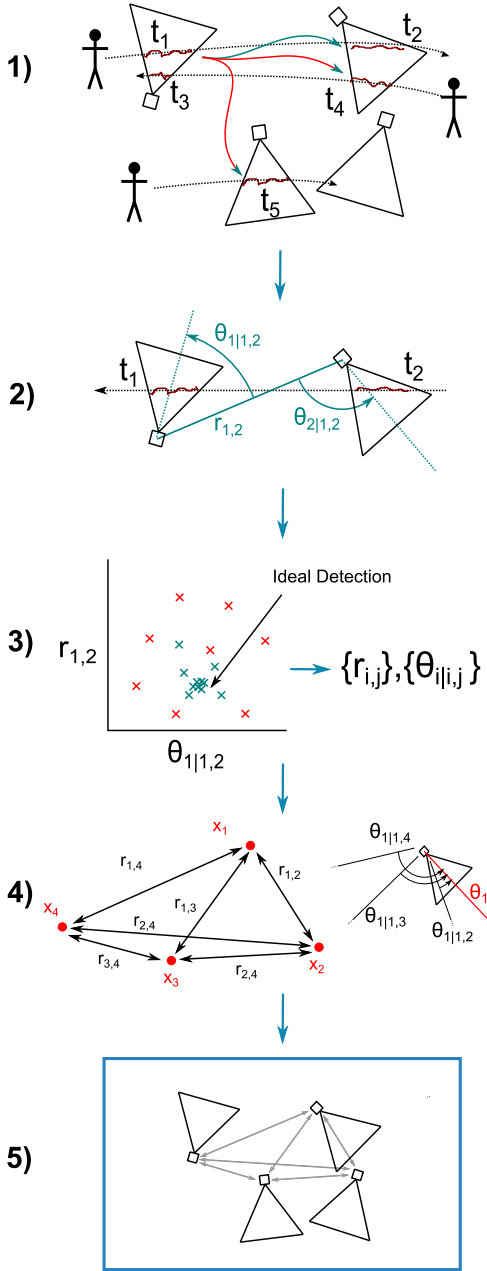 1)
t1
t2
t3
t4
t5
2)
θ1|1,2
t1
t2
r1,2
θ2|1,2
3)
Ideal Detection
r1,2
{ri,j},{θi|i,j}
θ1|1,2
4)
x1
r1,4
r1,2
r1,3
x4
r2,4
r3,4
r2,4
x3
x2
θ1|1,4
θ1
θ1|1,3
θ1|1,2
5)